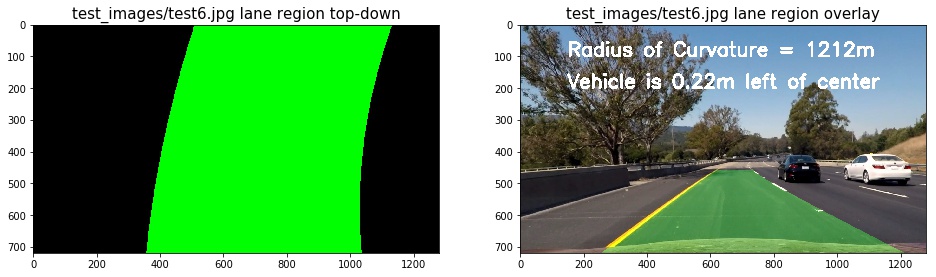 test_images/test6.jpg lane region top-down
0
100
200
300
400
500
600
700
0 200 400 600 800 1000 1200
test_images/test6.jpg lane region overlay
Radius of Curvature = 1212m
Vehicle is 0.22m left of center
0
100
200
300
400
500
600
700
0 200 400 600 800 1000 1200